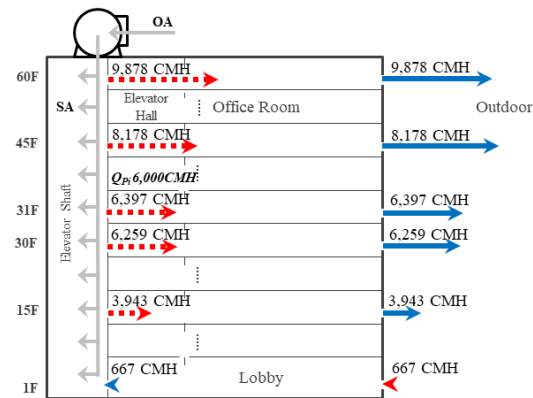 OA
9,878 CMH 9,878 CMH
60F
SA Elevator Hall Office Room Outdoor
8,178 CMH 8,178 CMH
45F
Q_Pi 6,000CMH
6,397 CMH 6,397 CMH
31F
6,259 CMH 6,259 CMH
30F
Elevator Shaft
3,943 CMH 3,943 CMH
15F
667 CMH Lobby 667 CMH
1F